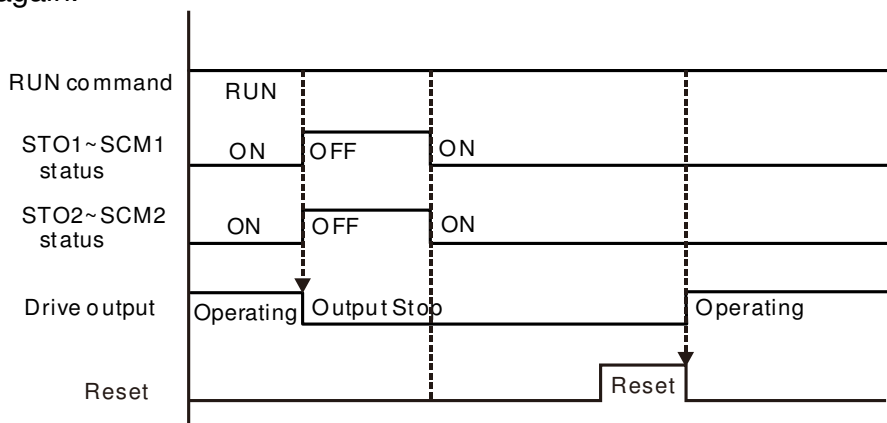 again.
RUN command RUN
STO1~SCM1 status ON OFF ON
STO2~SCM2 status ON OFF ON
Drive output Operating Output Stop Operating
Reset Reset